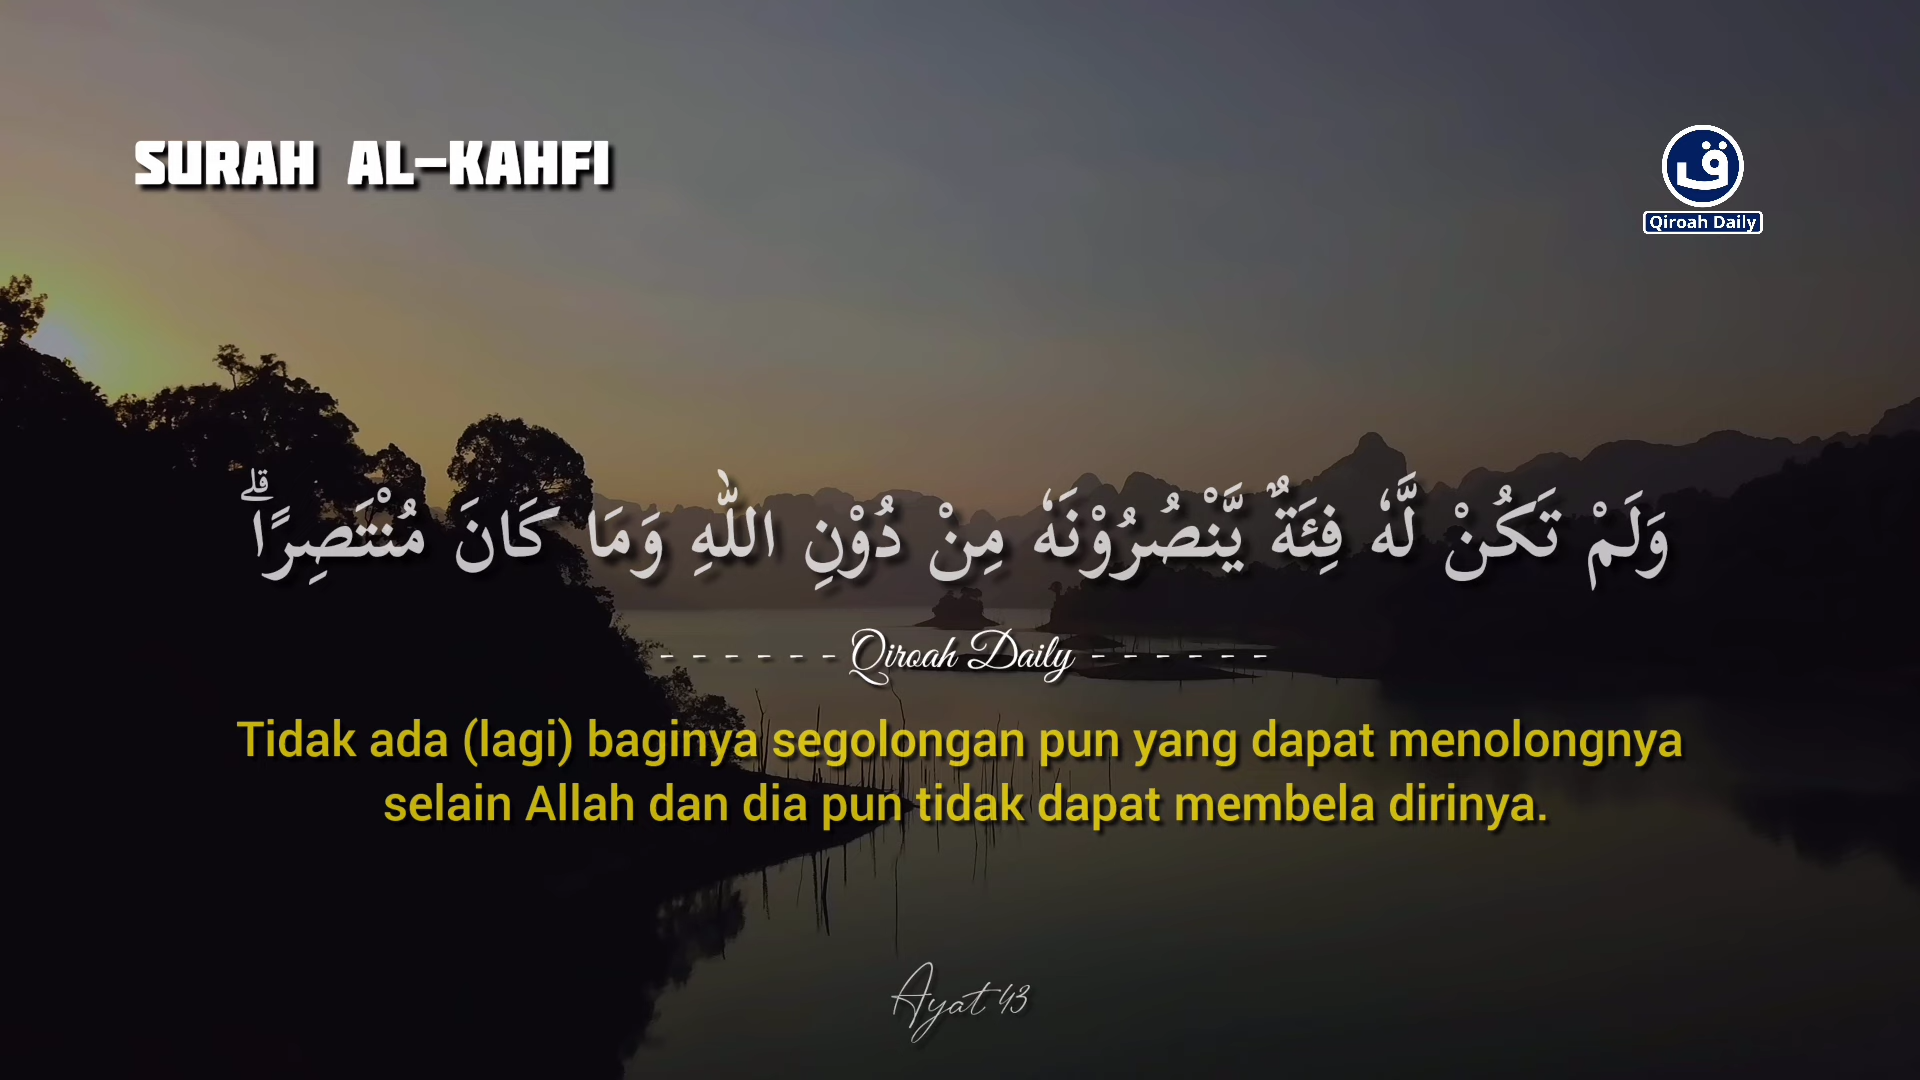 SURAH AL-KAHFI
ق
Qiroah Daily
وَلَمْ تَكُنْ لَّهٗ فِئَةٌ يَّنْصُرُوْنَهٗ مِنْ دُوْنِ اللّٰهِ وَمَا كَانَ مُنْتَصِرًاۗ
------Qiroah Daily------
Tidak ada (lagi) baginya segolongan pun yang dapat menolongnya
selain Allah dan dia pun tidak dapat membela dirinya.
Ayat 43